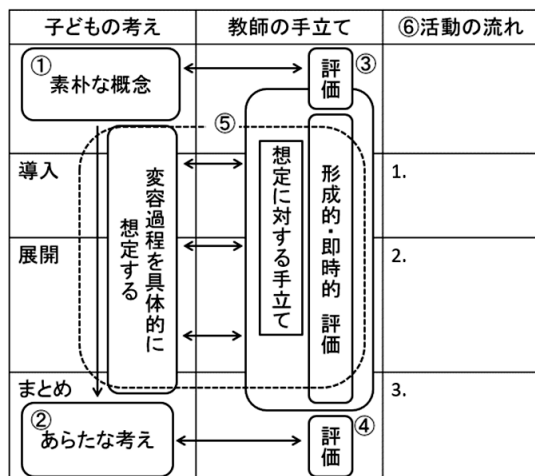 子どもの考え 教師の手立て ⑥活動の流れ
① 素朴な概念
評価 ③
⑤
導入
変容過程を具体的に
想定する
想定に対する手立て
形成的・即時的 評価
1.
展開
2.
まとめ
3.
② あらたな考え
評価 ④